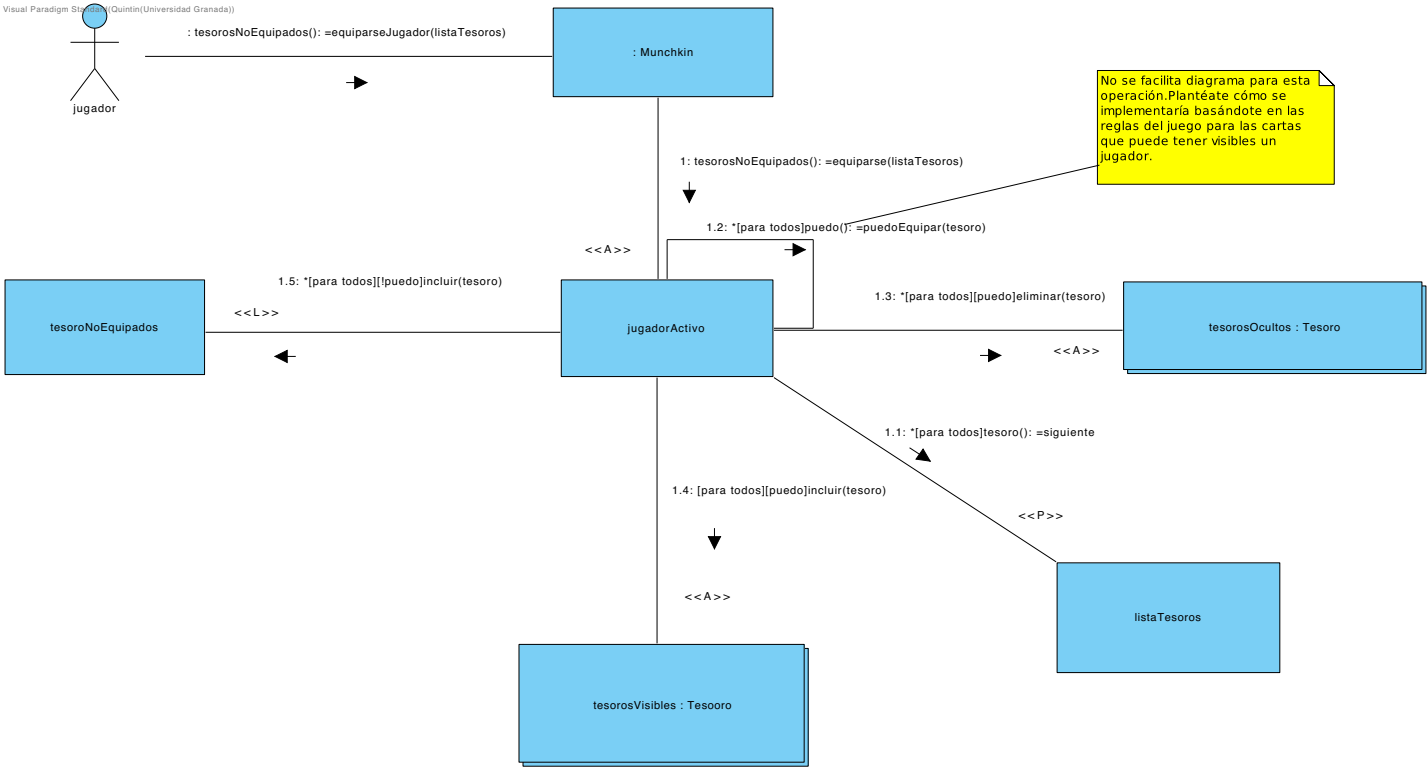 Visual Paradigm Standard(Quintin(Universidad Granada))
: tesorosNoEquipados(): =equiparseJugador(listaTesoros)
: Munchkin
jugador
No se facilita diagrama para esta
operación.Plantéate cómo se
implementaría basándote en las
reglas del juego para las cartas
que puede tener visibles un
jugador.
1: tesorosNoEquipados(): =equiparse(listaTesoros)
1.2: *[para todos]puedo(): =puedoEquipar(tesoro)
<<A>>
1.5: *[para todos][!puedo]incluir(tesoro)
<<L>>
1.3: *[para todos][puedo]eliminar(tesoro)
tesoroNoEquipados
jugadorActivo
tesorosOcultos : Tesoro
<<A>>
1.1: *[para todos]tesoro(): =siguiente
1.4: [para todos][puedo]incluir(tesoro)
<<P>>
<<A>>
listaTesoros
tesorosVisibles : Tesooro